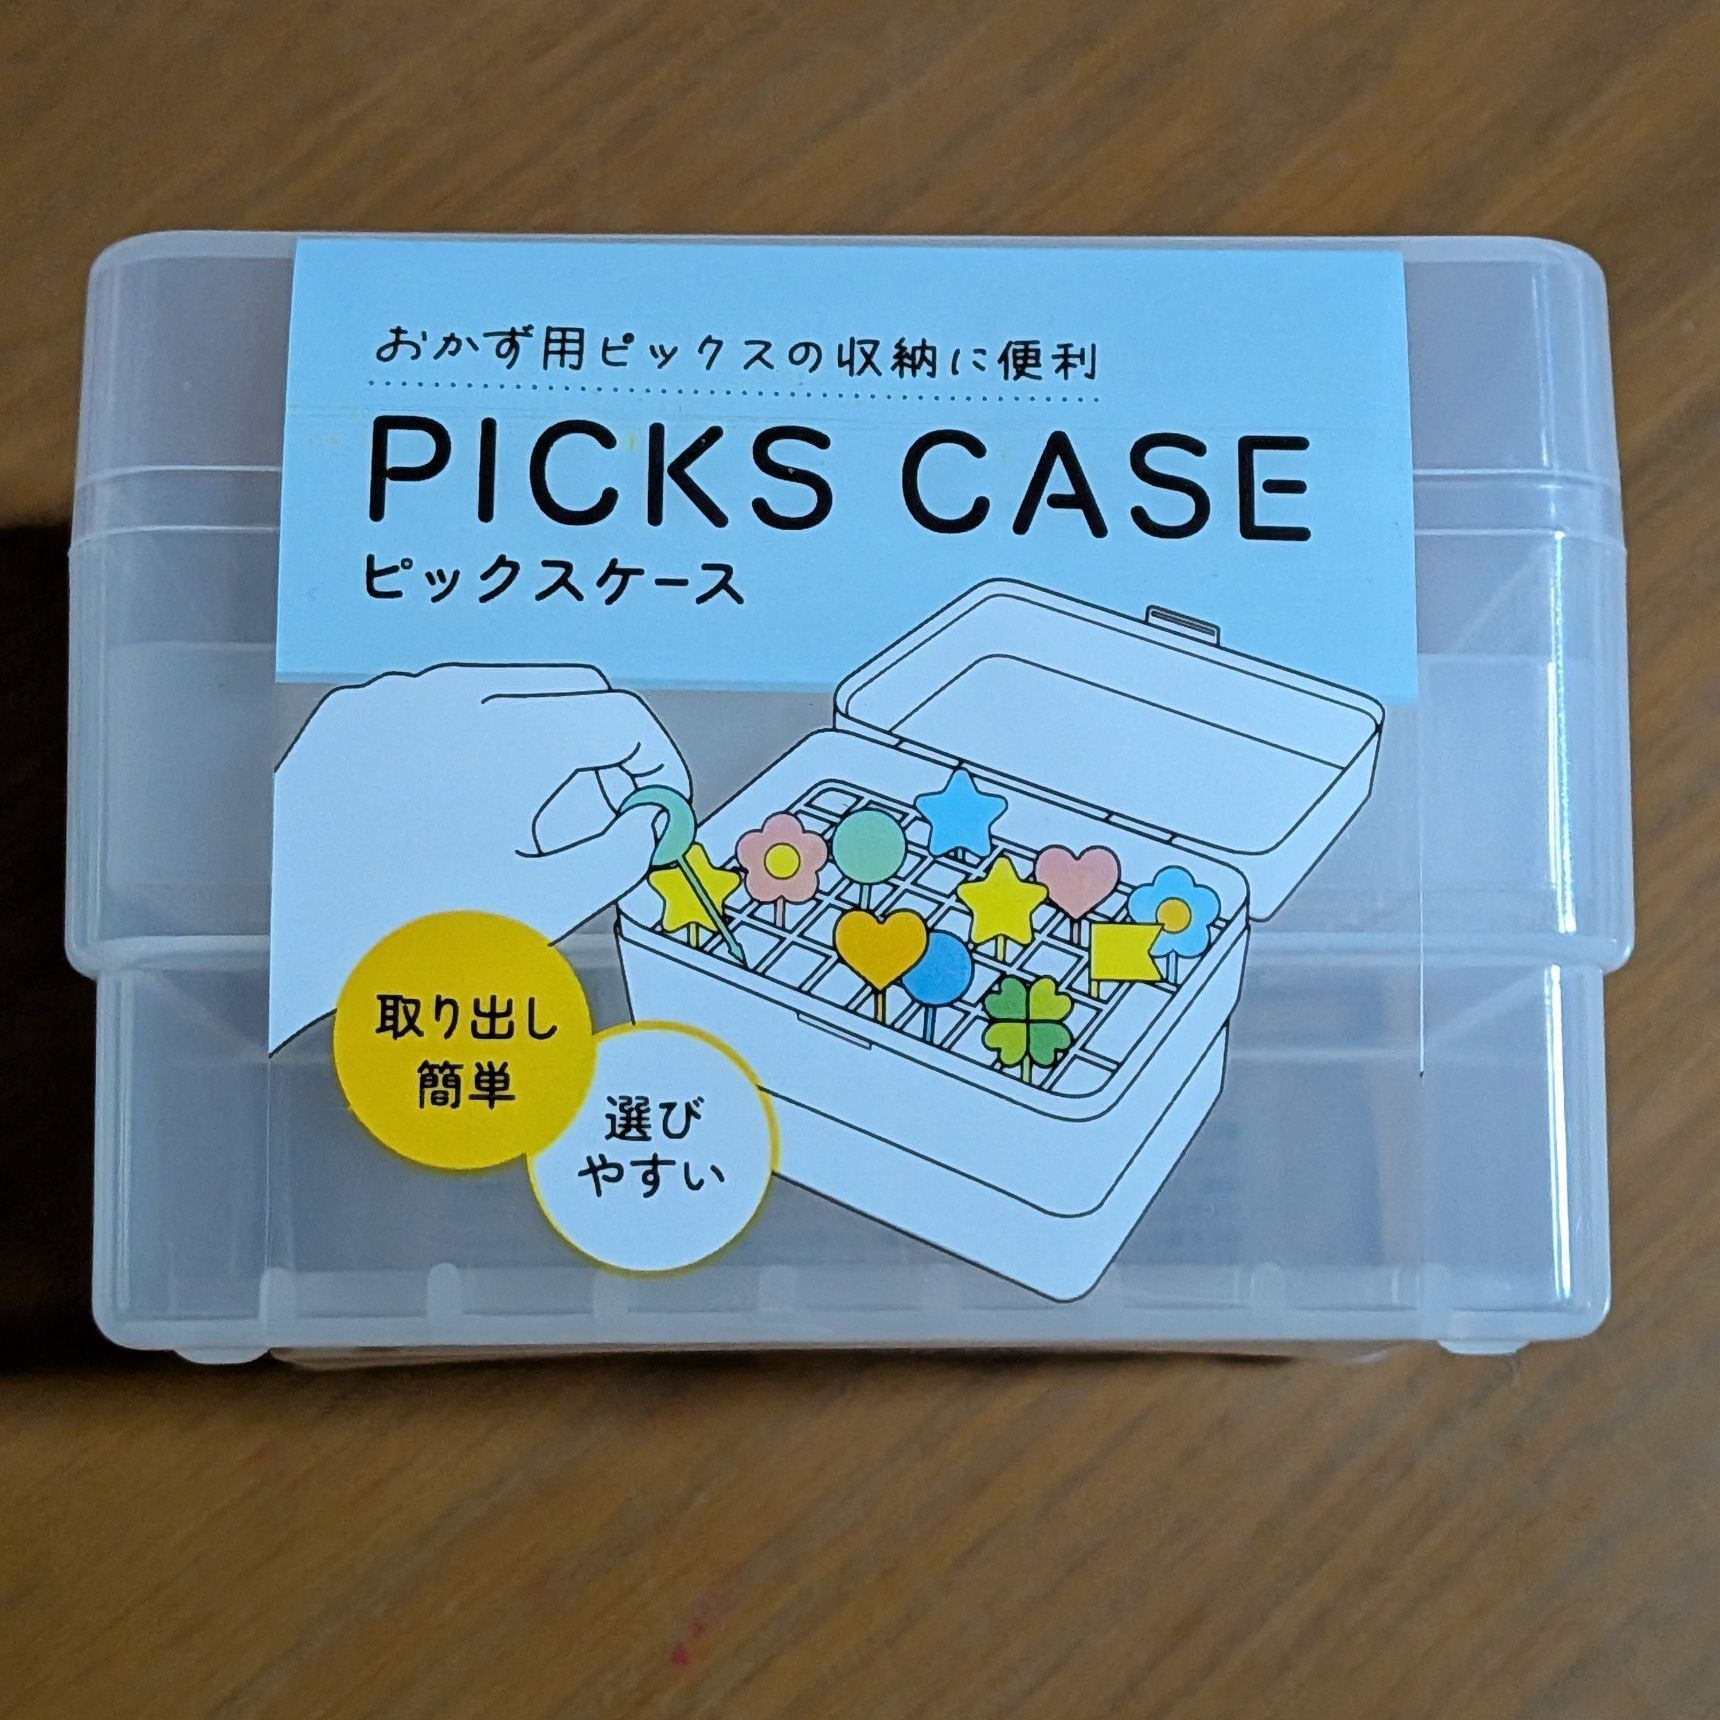 おかず用ピックスの収納に便利
PICKS CASE
ピックスケース
取り出し
簡単
選び
やすい